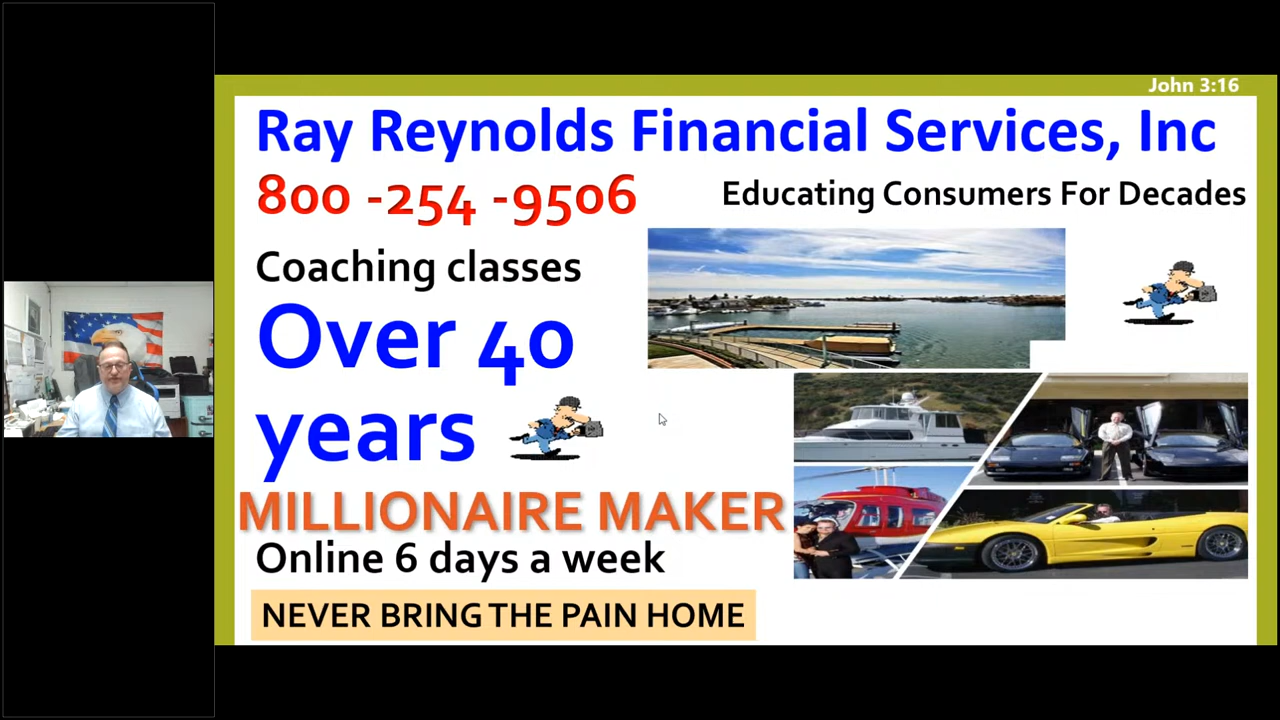 John 3:16
Ray Reynolds Financial Services, Inc
800 -254 -9506
Educating Consumers For Decades
Coaching classes
Over 40
years
MILLIONAIRE MAKER
Online 6 days a week
NEVER BRING THE PAIN HOME